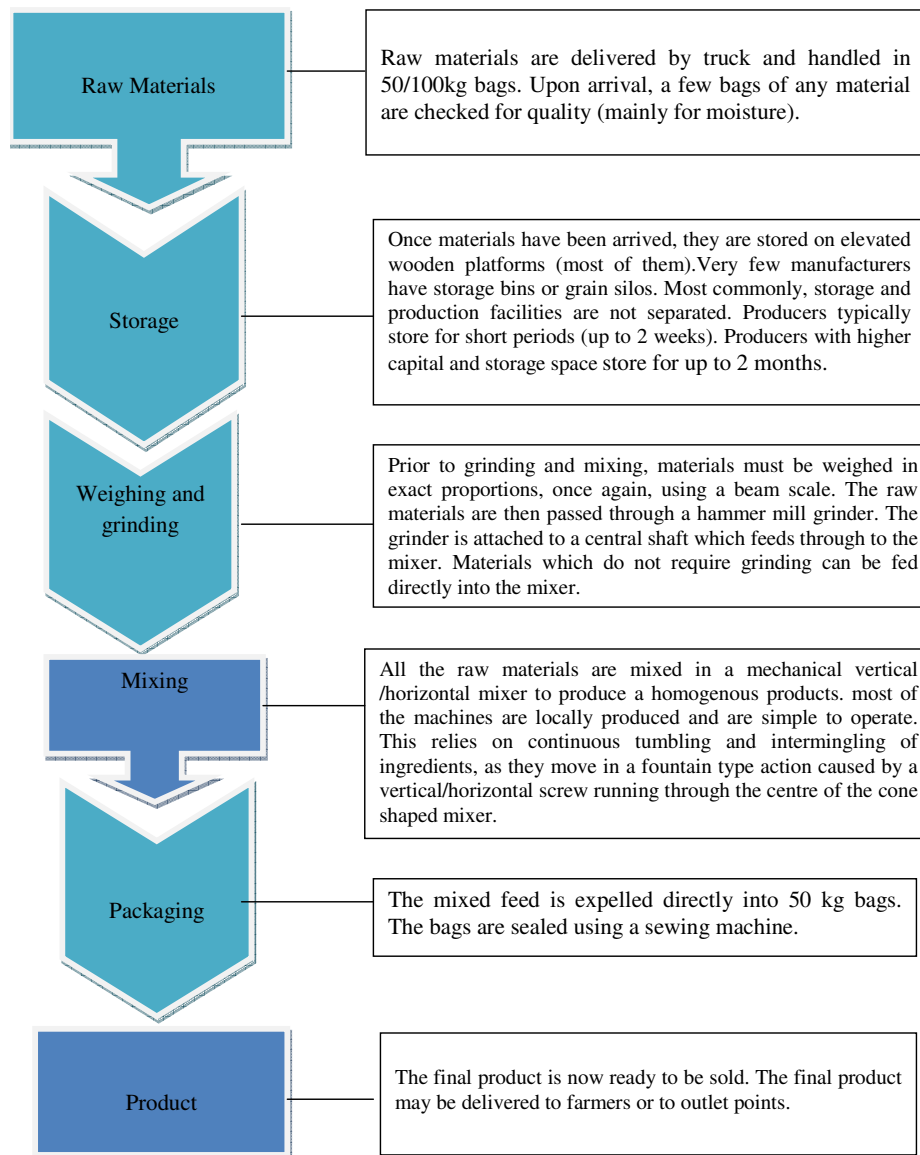 Raw Materials
Raw materials are delivered by truck and handled in
50/100kg bags. Upon arrival, a few bags of any material
are checked for quality (mainly for moisture).
Storage
Once materials have been arrived, they are stored on elevated
wooden platforms (most of them).Very few manufacturers
have storage bins or grain silos. Most commonly, storage and
production facilities are not separated. Producers typically
store for short periods (up to 2 weeks). Producers with higher
capital and storage space store for up to 2 months.
Weighing and
grinding
Prior to grinding and mixing, materials must be weighed in
exact proportions, once again, using a beam scale. The raw
materials are then passed through a hammer mill grinder. The
grinder is attached to a central shaft which feeds through to the
mixer. Materials which do not require grinding can be fed
directly into the mixer.
Mixing
All the raw materials are mixed in a mechanical vertical
/horizontal mixer to produce a homogenous products. most of
the machines are locally produced and are simple to operate.
This relies on continuous tumbling and intermingling of
ingredients, as they move in a fountain type action caused by a
vertical/horizontal screw running through the centre of the cone
shaped mixer.
Packaging
The mixed feed is expelled directly into 50 kg bags.
The bags are sealed using a sewing machine.
Product
The final product is now ready to be sold. The final product
may be delivered to farmers or to outlet points.